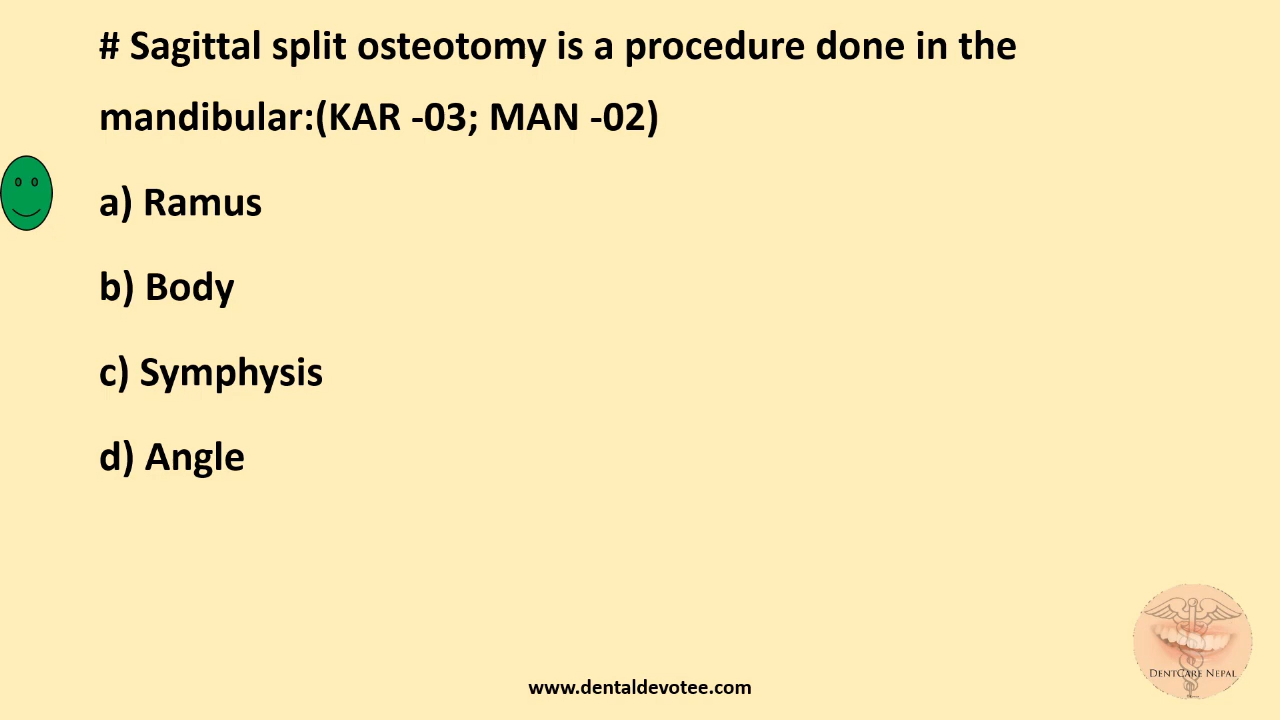 # Sagittal split osteotomy is a procedure done in the
mandibular:(KAR -03; MAN -02)
a) Ramus
b) Body
c) Symphysis
d) Angle
DENTCARE NEPAL
www.dentaldevotee.com